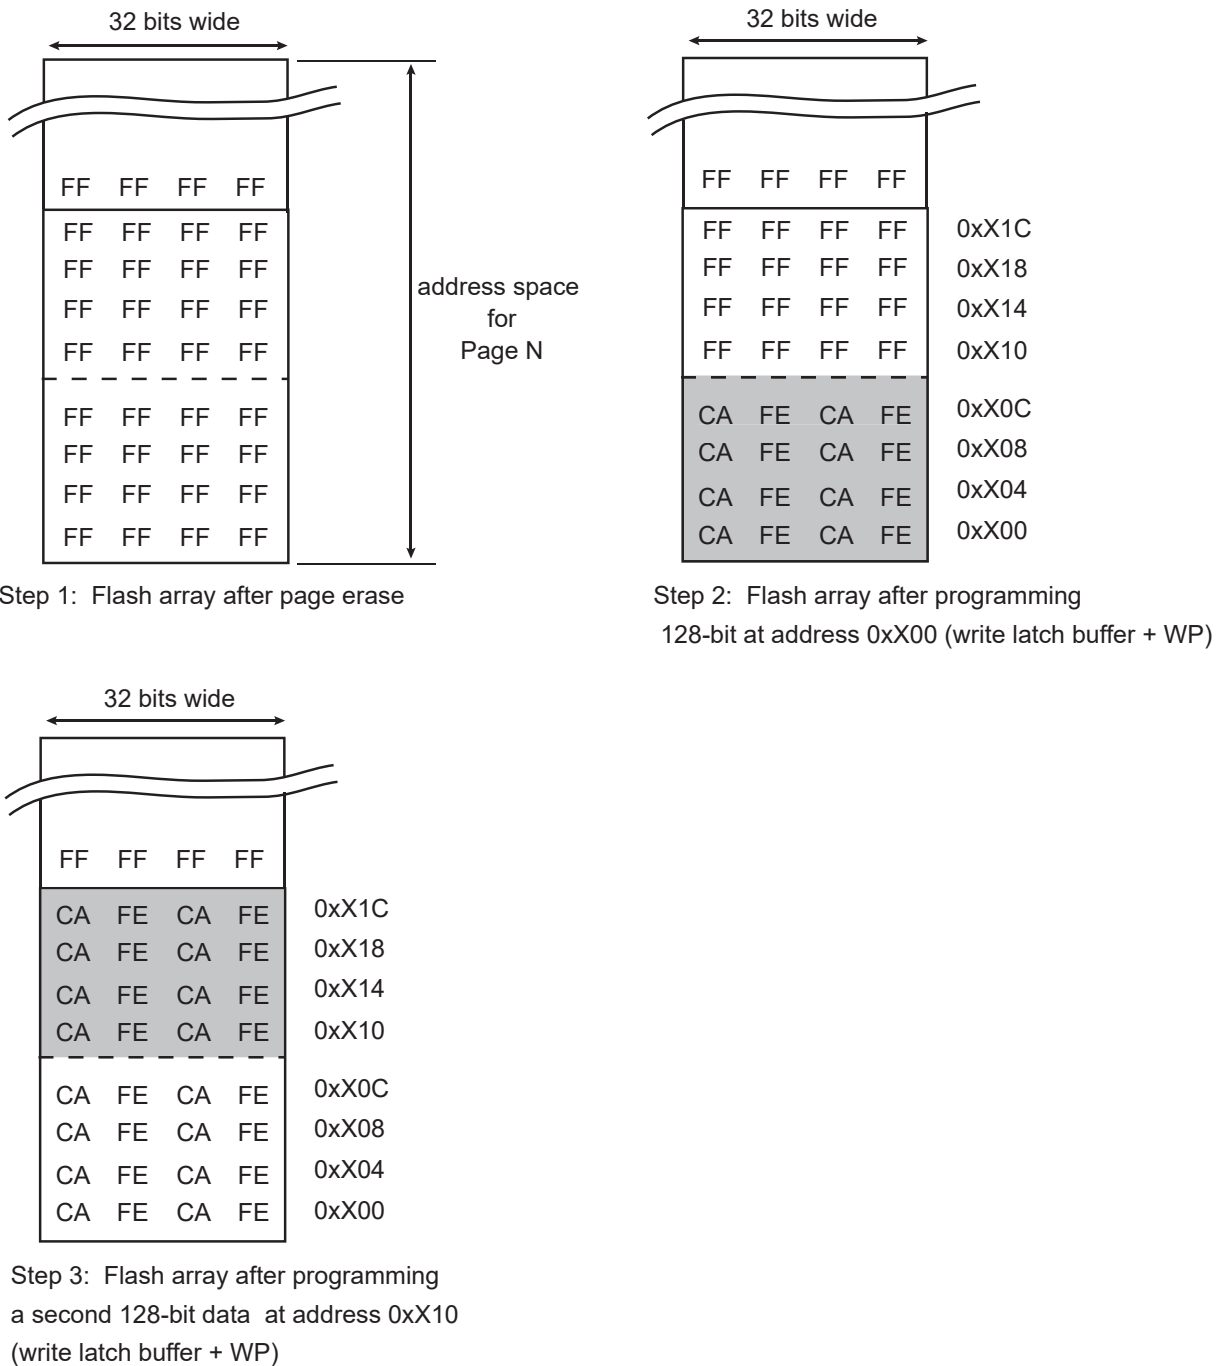 32 bits wide
FF FF FF FF
FF FF FF FF
FF FF FF FF
FF FF FF FF
FF FF FF FF
FF FF FF FF
FF FF FF FF
FF FF FF FF
FF FF FF FF
address space
for
Page N
Step 1: Flash array after page erase
32 bits wide
FF FF FF FF
FF FF FF FF 0xX1C
FF FF FF FF 0xX18
FF FF FF FF 0xX14
FF FF FF FF 0xX10
CA FE CA FE 0xX0C
CA FE CA FE 0xX08
CA FE CA FE 0xX04
CA FE CA FE 0xX00
Step 2: Flash array after programming
128-bit at address 0xX00 (write latch buffer + WP)
32 bits wide
FF FF FF FF
CA FE CA FE 0xX1C
CA FE CA FE 0xX18
CA FE CA FE 0xX14
CA FE CA FE 0xX10
CA FE CA FE 0xX0C
CA FE CA FE 0xX08
CA FE CA FE 0xX04
CA FE CA FE 0xX00
Step 3: Flash array after programming
a second 128-bit data at address 0xX10
(write latch buffer + WP)